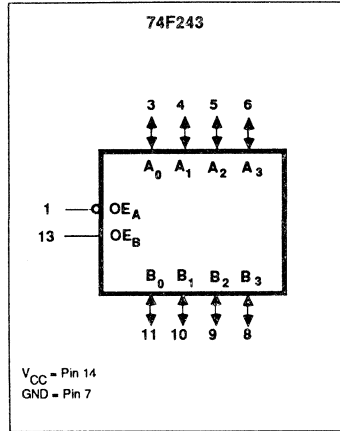 74F243
3 4 5 6
A0 A1 A2 A3
1 OEA
13 OEB
B0 B1 B2 B3
11 10 9 8
VCC = Pin 14
GND = Pin 7